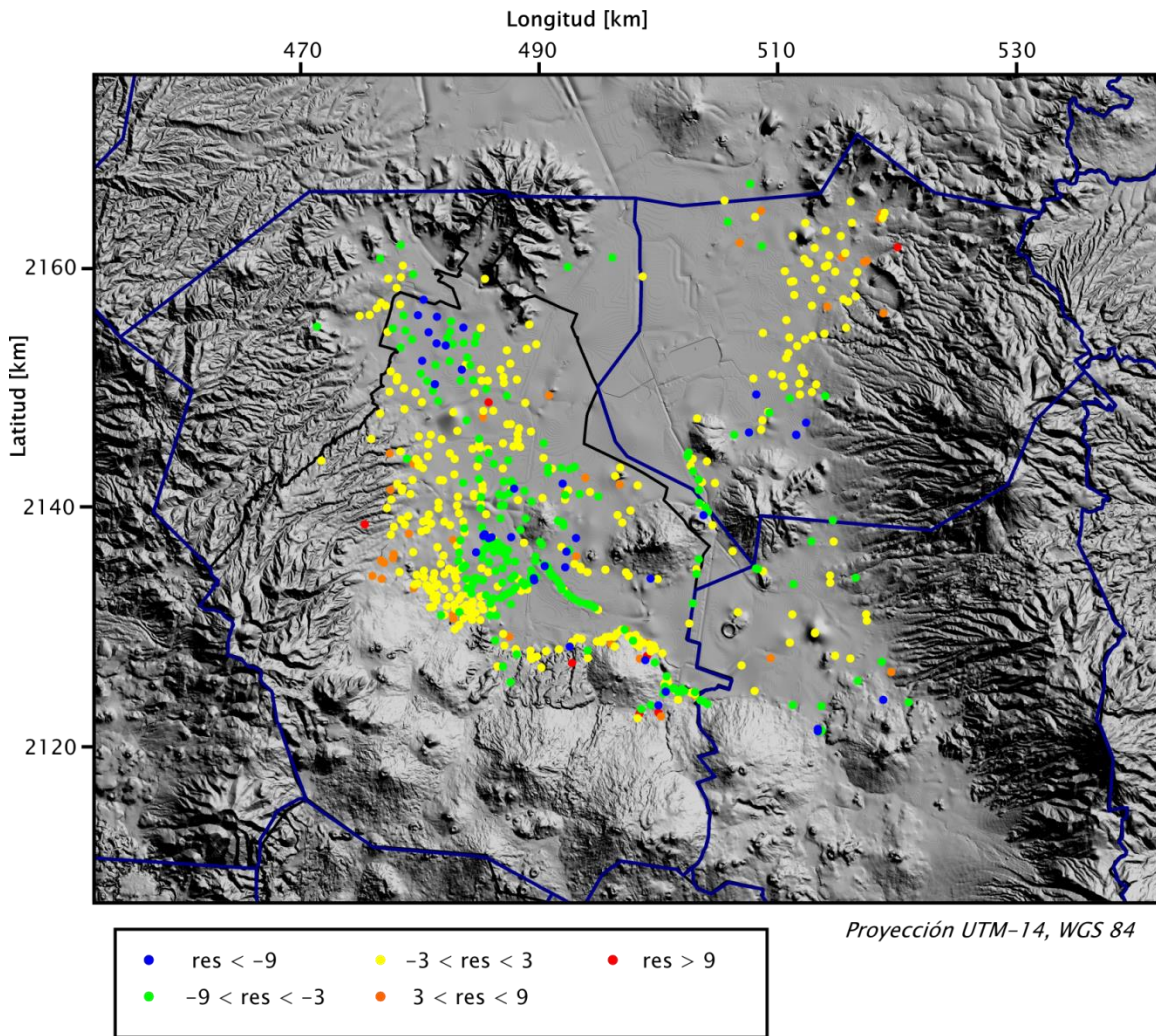 Longitud [km]
470 490 510 530
Latitud [km]
2160
2140
2120
Proyección UTM-14, WGS 84
res < -9 -3 < res < 3 res > 9
-9 < res < -3 3 < res < 9